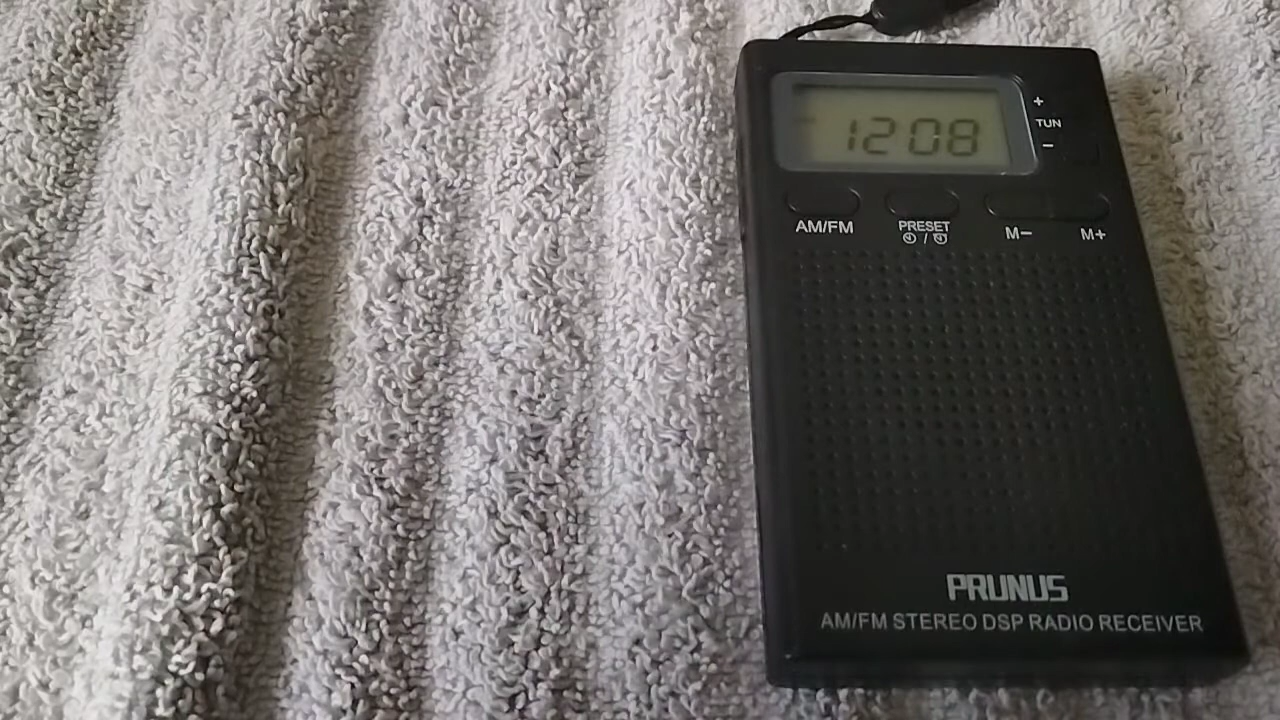 1208
+
TUN
−
AM/FM
PRESET
/
M−
M+
PRUNUS
AM/FM STEREO DSP RADIO RECEIVER